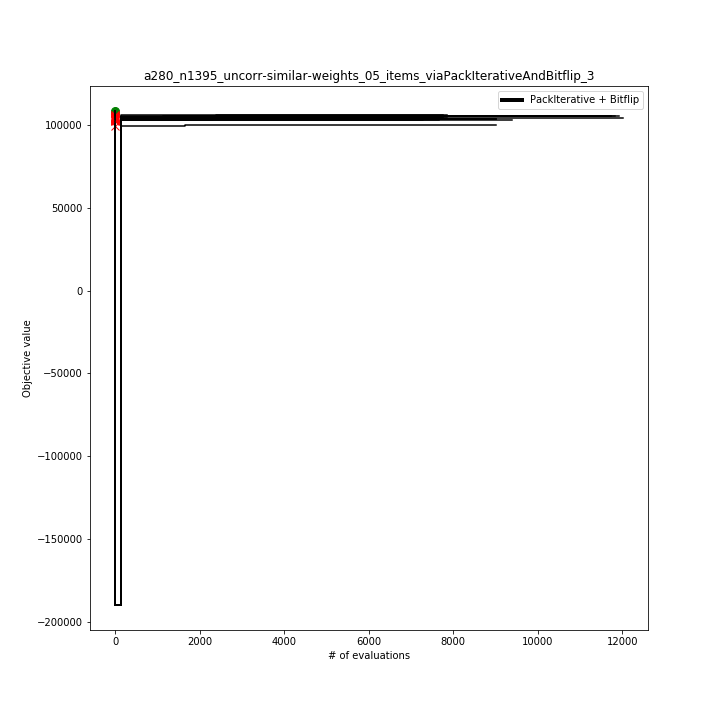 a280_n1395_uncorr-similar-weights_05_items_viaPackIterativeAndBitflip_3
PackIterative + Bitflip
100000
50000
0
−50000
−100000
−150000
−200000
Objective value
0 2000 4000 6000 8000 10000 12000
# of evaluations